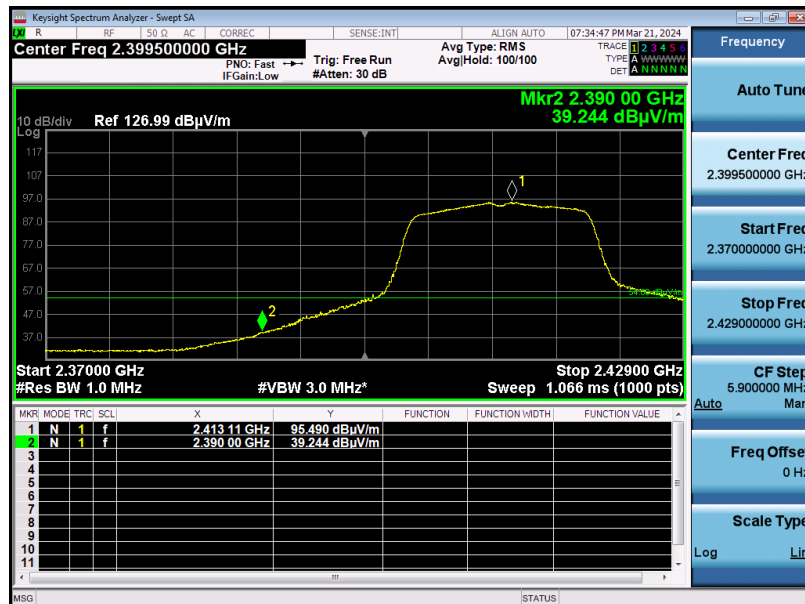 Keysight Spectrum Analyzer - Swept SA
R RF 50 Ω AC CORREC SENSE:INT ALIGN AUTO 07:34:47 PM Mar 21, 2024
Center Freq 2.399500000 GHz
PNO: Fast
IFGain:Low
Trig: Free Run
#Atten: 30 dB
Avg Type: RMS
Avg|Hold: 100/100
TRACE 1 2 3 4 5 6
TYPE A W W W W W
DET A N N N N N
Mkr2 2.390 00 GHz
39.244 dBµV/m
10 dB/div Ref 126.99 dBµV/m
Log
117
107
97.0
87.0
77.0
67.0
57.0
47.0
37.0
1
2
Start 2.37000 GHz
Stop 2.42900 GHz
#Res BW 1.0 MHz #VBW 3.0 MHz* Sweep 1.066 ms (1000 pts)
MKR MODE TRC SCL X Y FUNCTION FUNCTION WIDTH FUNCTION VALUE
1 N 1 f 2.413 11 GHz 95.490 dBµV/m
2 N 1 f 2.390 00 GHz 39.244 dBµV/m
3
4
5
6
7
8
9
10
11
MSG STATUS
Frequency
Auto Tune
Center Freq
2.399500000 GHz
Start Freq
2.370000000 GHz
Stop Freq
2.429000000 GHz
CF Step
5.900000 MHz
Auto Man
Freq Offset
0 Hz
Scale Type
Log Lin